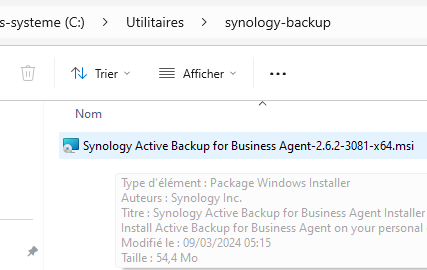 s-systeme (C:) > Utilitaires > synology-backup
Trier Afficher ...
Nom
Synology Active Backup for Business Agent-2.6.2-3081-x64.msi
Type d'élément : Package Windows Installer
Auteurs : Synology Inc.
Titre : Synology Active Backup for Business Agent Installer
Install Active Backup for Business Agent on your personal
Modifié le : 09/03/2024 05:15
Taille : 54,4 Mo